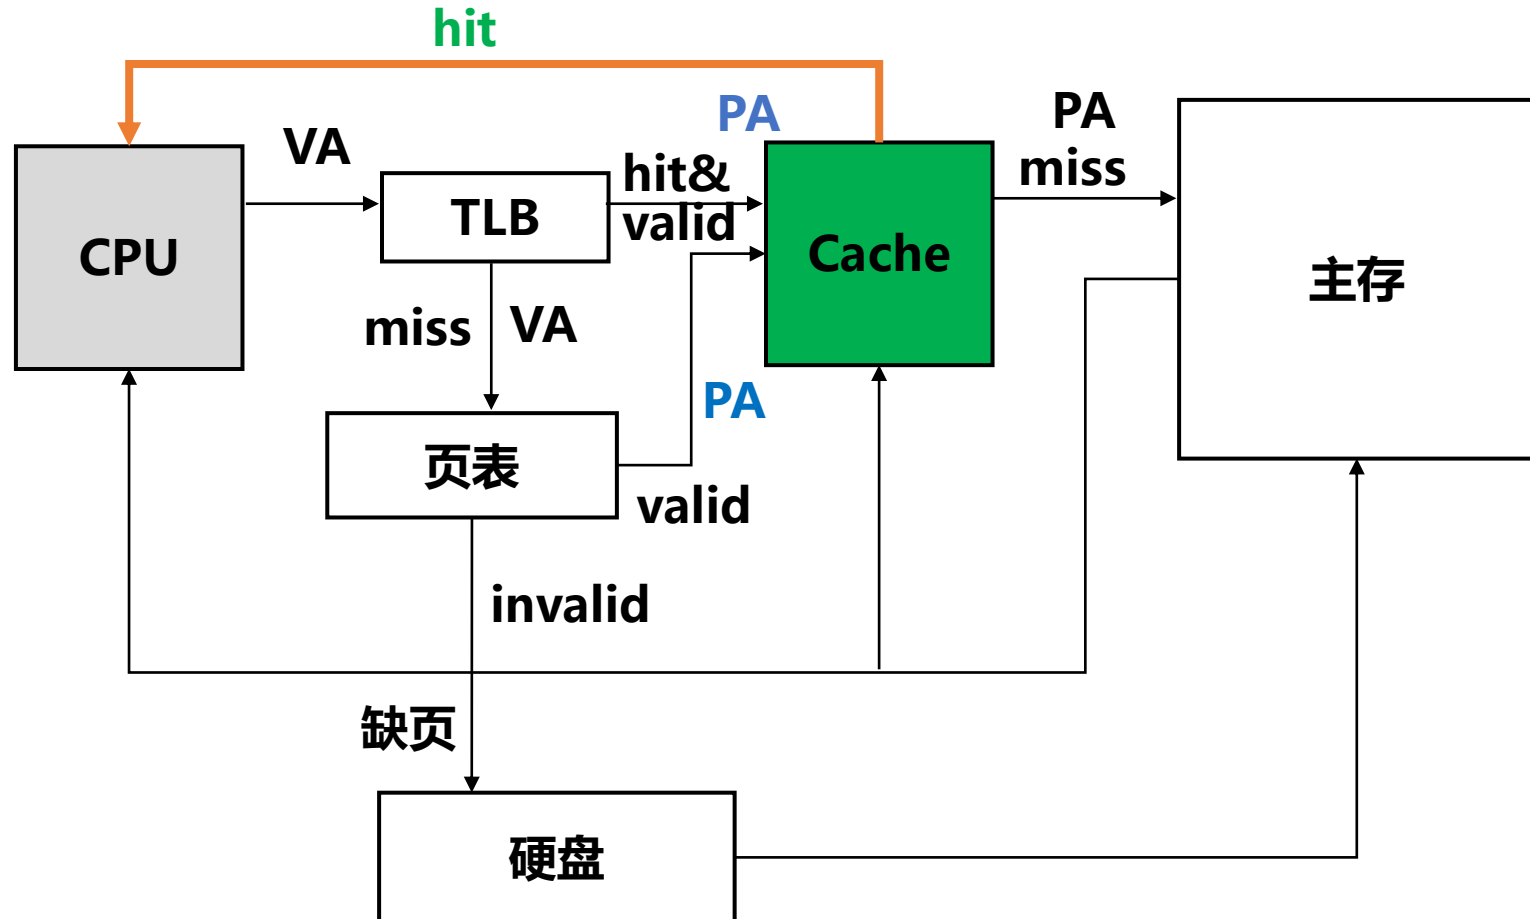 hit
PA
PA
miss
VA
hit&
valid
TLB
CPU
Cache
主存
miss
VA
PA
页表
valid
invalid
缺页
硬盘